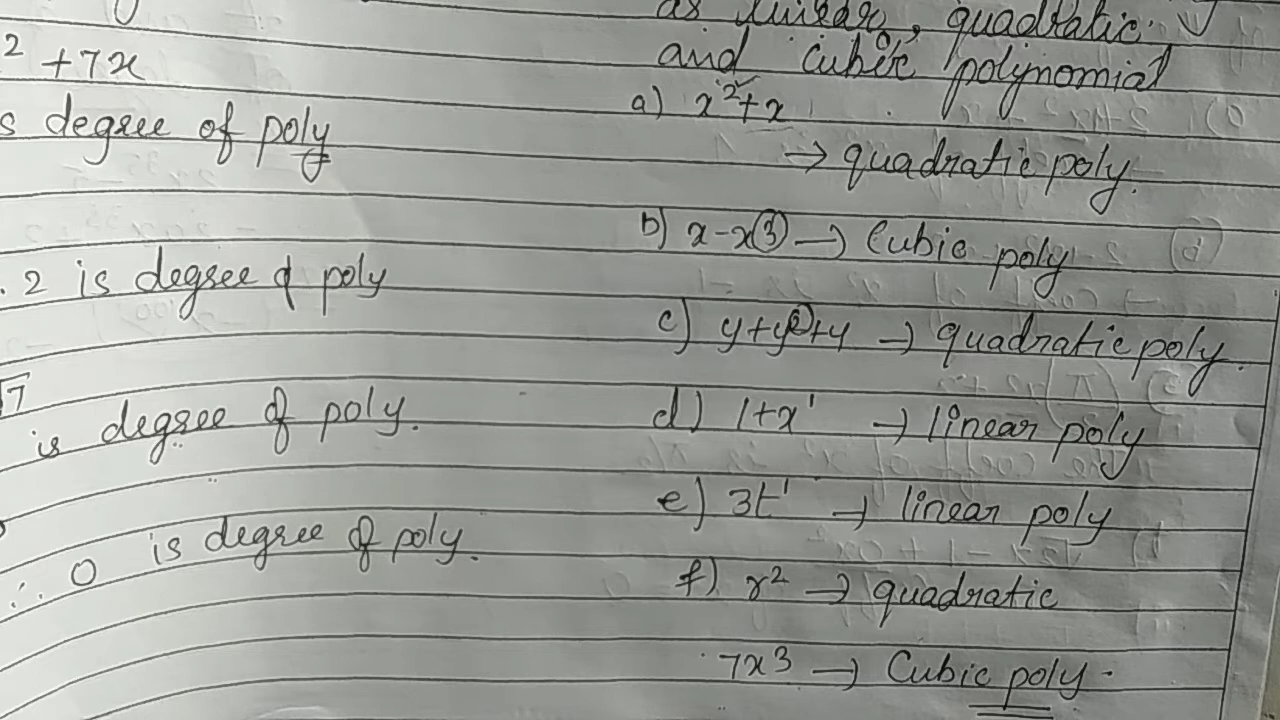 2 + 7x
s degree of poly
. 2 is degree of poly
√7
is degree of poly.
∴ 0 is degree of poly.
as linear, quadratic
and cubic polynomial
a) x²+x
→ quadratic poly.
b) x-x③ → Cubic poly
c) y+y②+4 → quadratic poly.
d) 1+x¹ → linear poly
e) 3t¹ → linear poly
f) r² → quadratic
7x³ → Cubic poly.